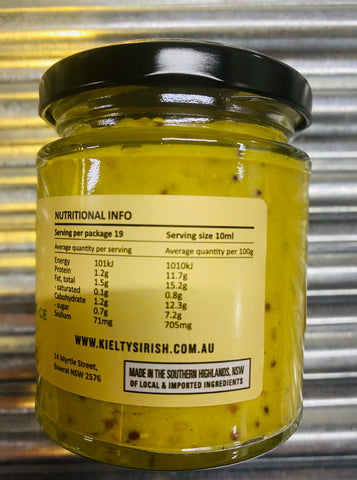 NUTRITIONAL INFO
Serving per package 19 Serving size 10ml
Average quantity per serving Average quantity per 100g
Energy 101kJ 1010kJ
Protein 1.2g 11.7g
Fat, total 1.5g 15.2g
- saturated 0.1g 0.8g
Cabohydrate 1.2g 12.3g
- sugar 0.7g 7.2g
Sodium 71mg 705mg
WWW.KIELTYSIRISH.COM.AU
14 Myrtle Street,
Bowral NSW 2576
MADE IN THE SOUTHERN HIGHLANDS, NSW
OF LOCAL & IMPORTED INGREDIENTS